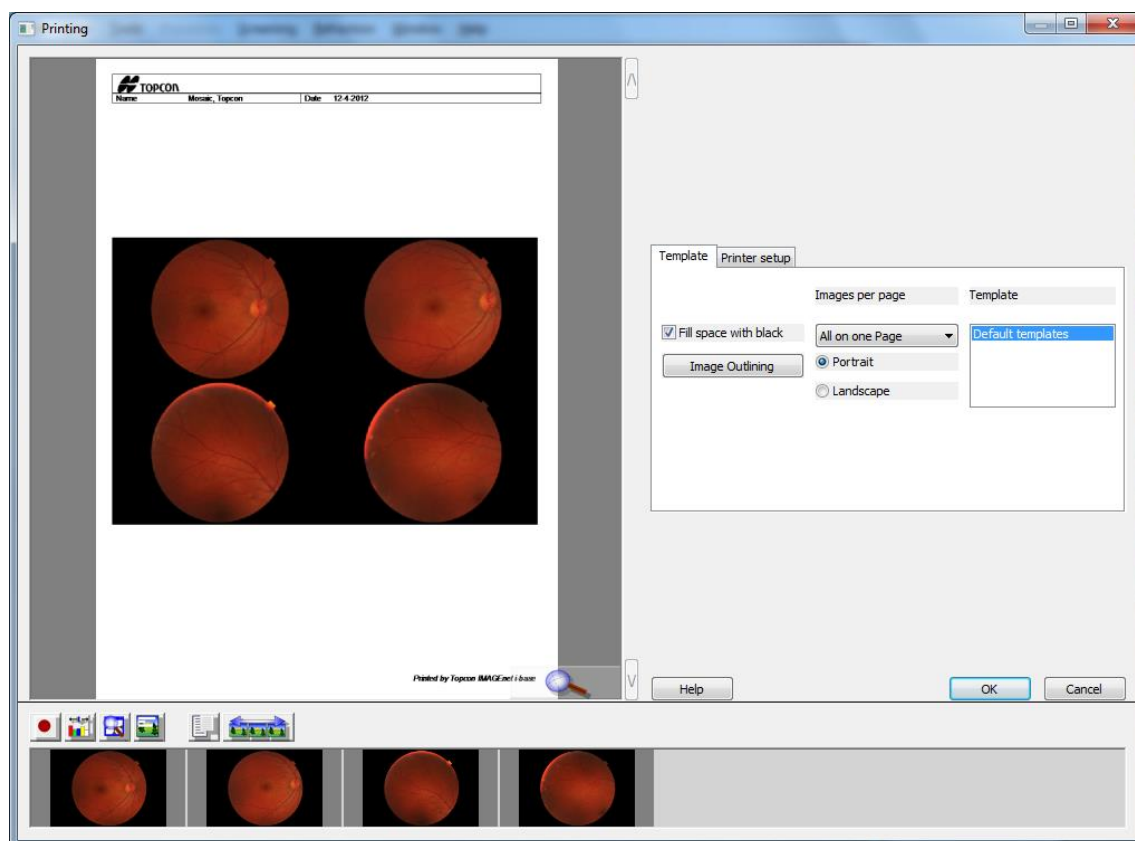 Printing
TOPCON
Name Mosaic, Topcon Date 12-4-2012
Template Printer setup
Images per page Template
Fill space with black All on one Page Default templates
Image Outlining Portrait
Landscape
Printed by Topcon IMAGEnet i-base
Help OK Cancel